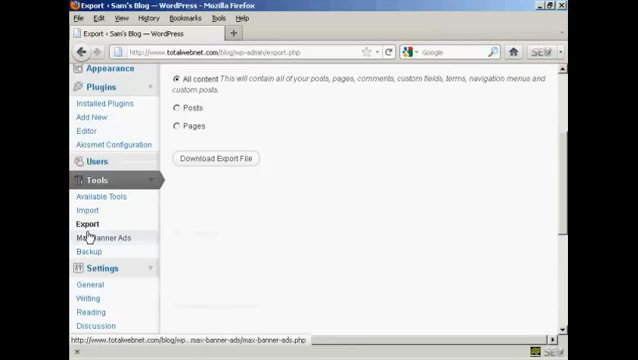 Export ‹ Sam's Blog — WordPress - Mozilla Firefox
File Edit View History Bookmarks Tools Help
Export ‹ Sam's Blog — WordPress
http://www.totalwebnet.com/blog/wp-admin/export.php
Google
SEO
Appearance
Plugins
Installed Plugins
Add New
Editor
Akismet Configuration
Users
Tools
Available Tools
Import
Export
Max Banner Ads
Backup
Settings
General
Writing
Reading
Discussion
All content This will contain all of your posts, pages, comments, custom fields, terms, navigation menus and
custom posts.
Posts
Pages
Download Export File
http://www.totalwebnet.com/blog/wp...max-banner-ads/max-banner-ads.php
SEO